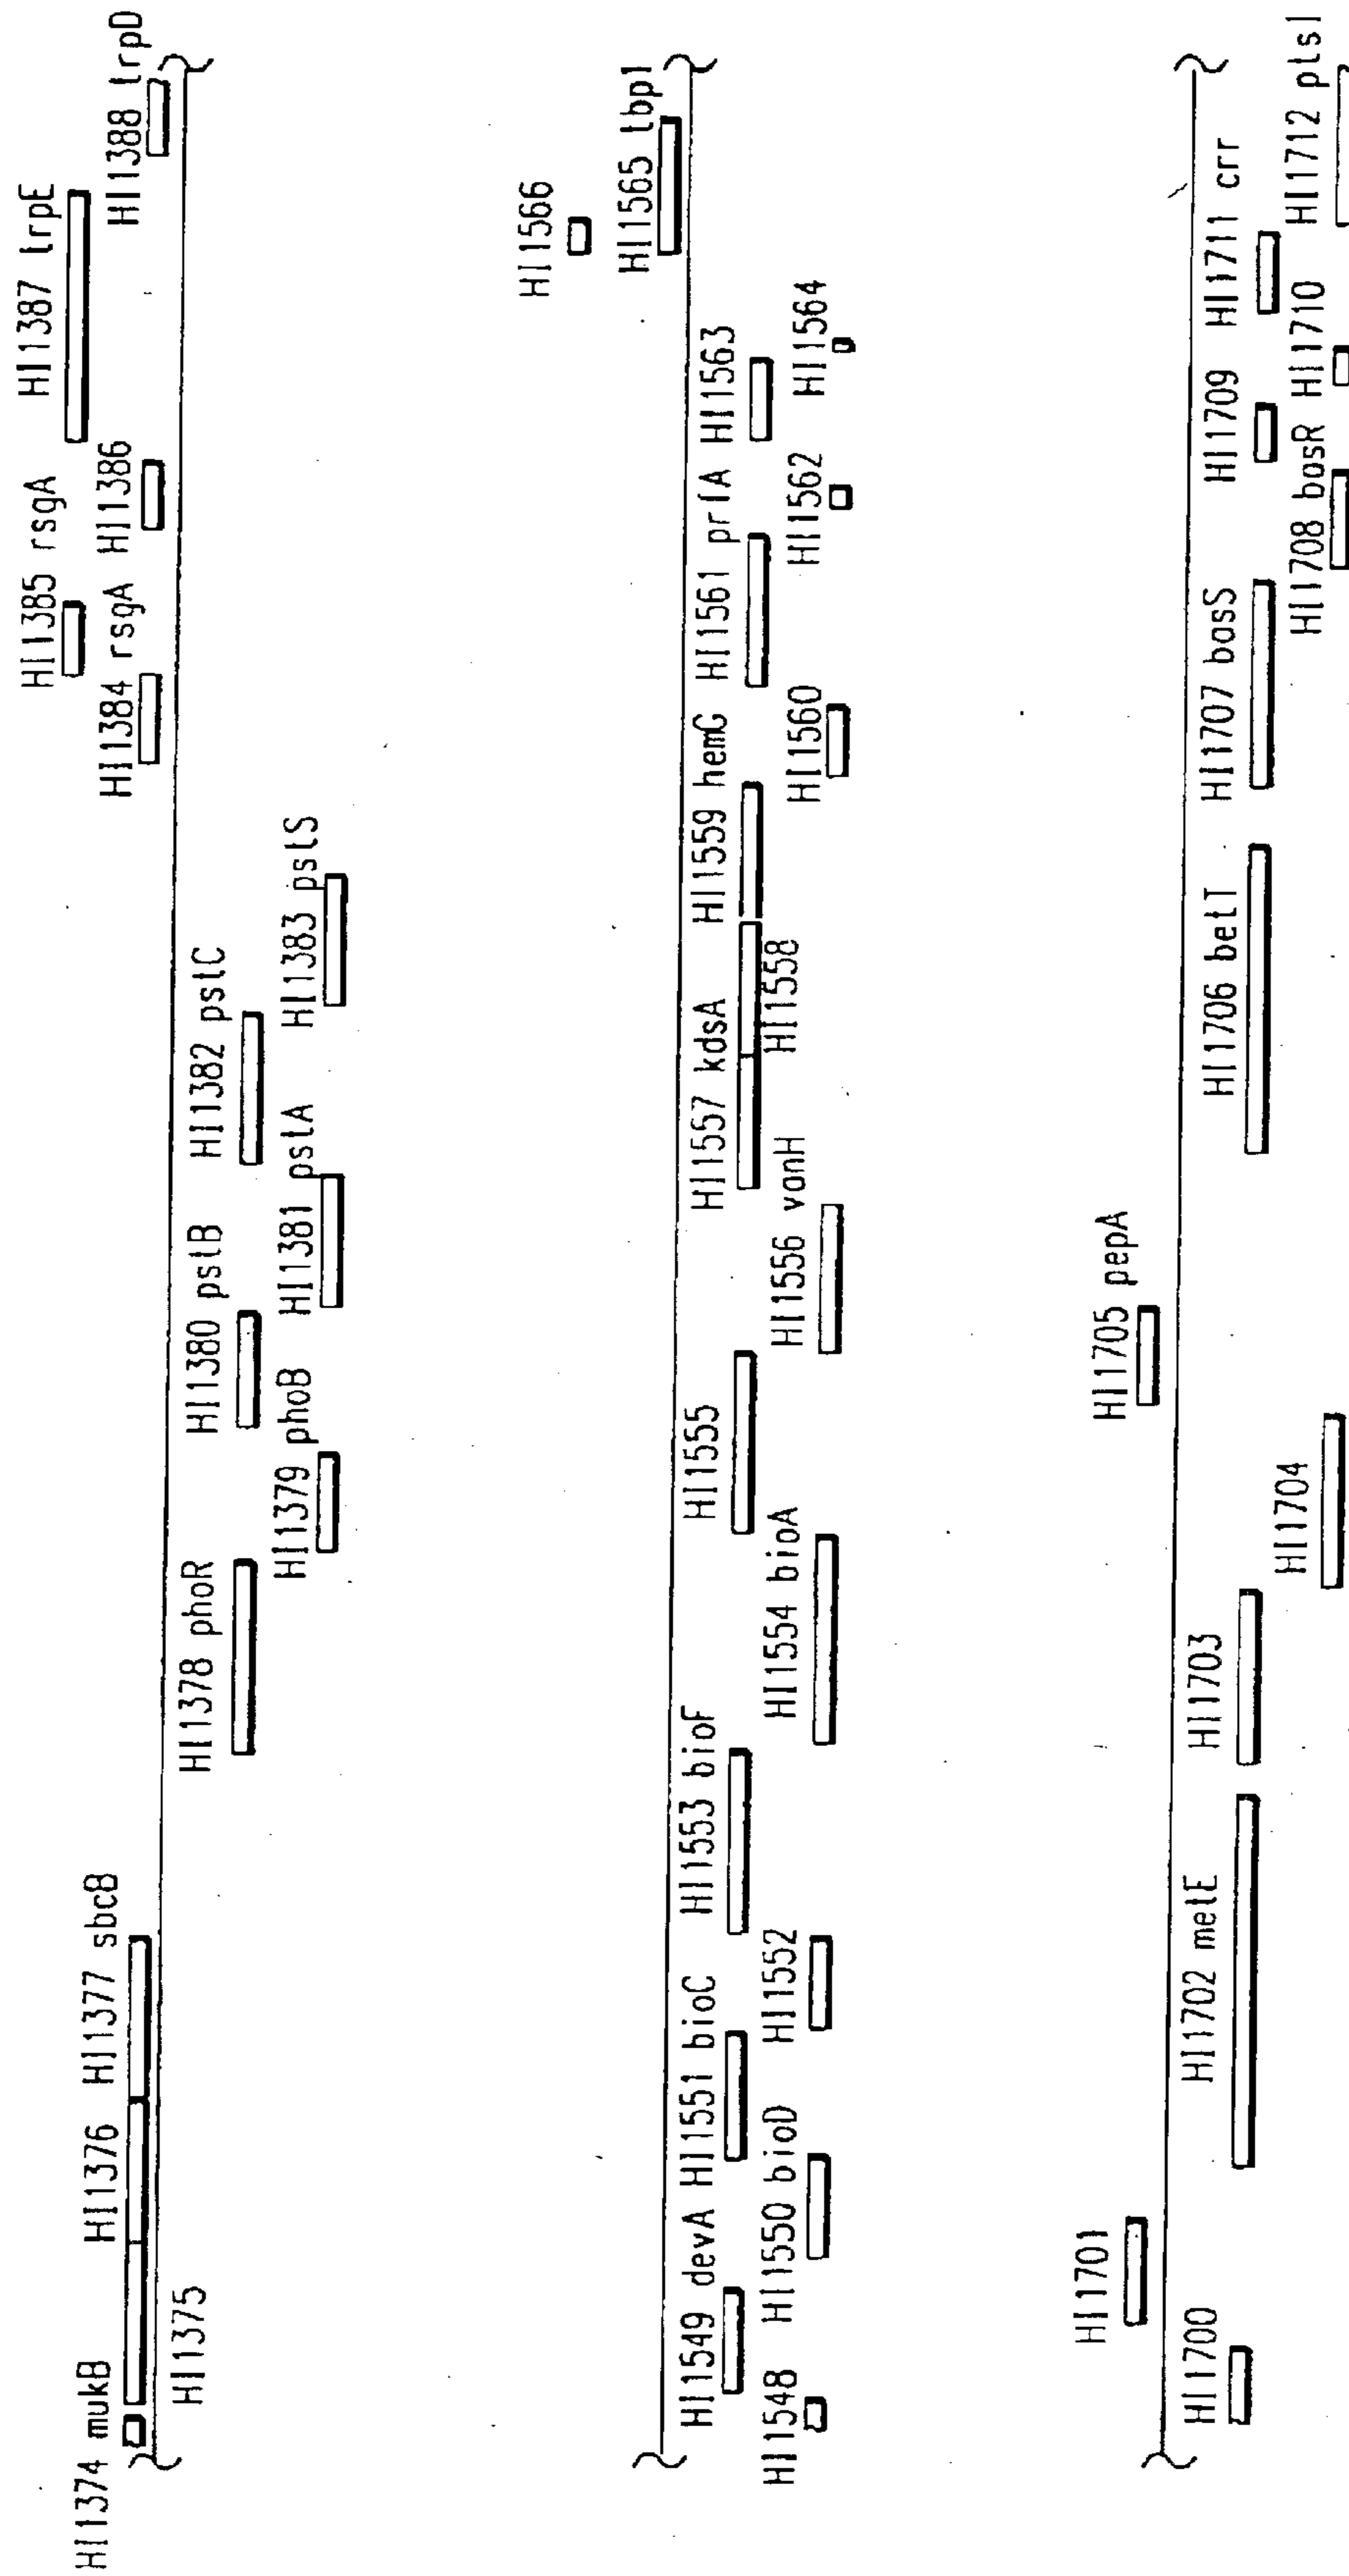 HI1374 mukB
HI1375
HI1376
HI1377 sbcB
HI1378 phoR
HI1379 phoB
HI1380 pstB
HI1381 pstA
HI1382 pstC
HI1383 pstS
HI1384 rsgA
HI1385 rsgA
HI1386
HI1387 trpE
HI1388 trpD
HI1548
HI1549 devA
HI1550 bioD
HI1551 bioC
HI1552
HI1553 bioF
HI1554 bioA
HI1555
HI1556 vanH
HI1557 kdsA
HI1558
HI1559 hemG
HI1560
HI1561 prfA
HI1562
HI1563
HI1564
HI1565 tbp1
HI1566
HI1700
HI1701
HI1702 metE
HI1703
HI1704
HI1705 pepA
HI1706 betT
HI1707 basS
HI1708 basR
HI1709
HI1710
HI1711 crr
HI1712 ptsI